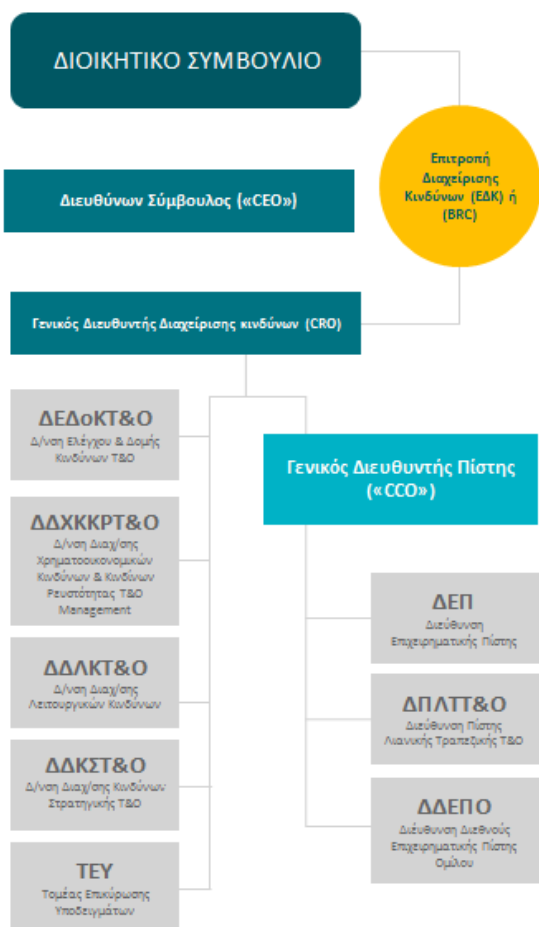 ΔΙΟΙΚΗΤΙΚΟ ΣΥΜΒΟΥΛΙΟ
Επιτροπή
Διαχείρισης
Κινδύνων (ΕΔΚ) ή
(BRC)
Διευθύνων Σύμβουλος («CEO»)
Γενικός Διευθυντής Διαχείρισης κινδύνων (CRO)
ΔΕΔοΚΤ&Ο
Δ/νση Ελέγχου & Δομής
Κινδύνων Τ&Ο
ΔΔΧΚΚΡΤ&Ο
Δ/νση Διαχ/σης
Χρηματοοικονομικών
Κινδύνων & Κινδίνων
Ρευστότητας Τ&Ο
Management
ΔΔΛΚΤ&Ο
Δ/νση Διαχ/σης
Λειτουργικών Κινδύνων
ΔΔΚΣΤ&Ο
Δ/νση Διαχ/σης Κινδύνων
Στρατηγικής Τ&Ο
ΤΕΥ
Τομέας Επικύρωσης
Υποδειγμάτων
Γενικός Διευθυντής Πίστης
(«CCO»)
ΔΕΠ
Διεύθυνση
Επιχειρηματικής Πίστης
ΔΠΛΤΤ&Ο
Διεύθυνση Πίστης
Λιανικής Τραπεζικής Τ&Ο
ΔΔΕΠΟ
Διέυθυνση Διεθνούς
Επιχειρηματικής Πίστης
Ομίλου